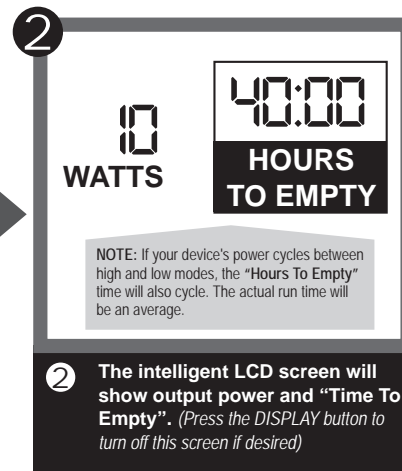 2
10
WATTS
40:00
HOURS
TO EMPTY
NOTE: If your device's power cycles between
high and low modes, the "Hours To Empty"
time will also cycle. The actual run time will
be an average.
2 The intelligent LCD screen will
show output power and “Time To
Empty”. (Press the DISPLAY button to
turn off this screen if desired)